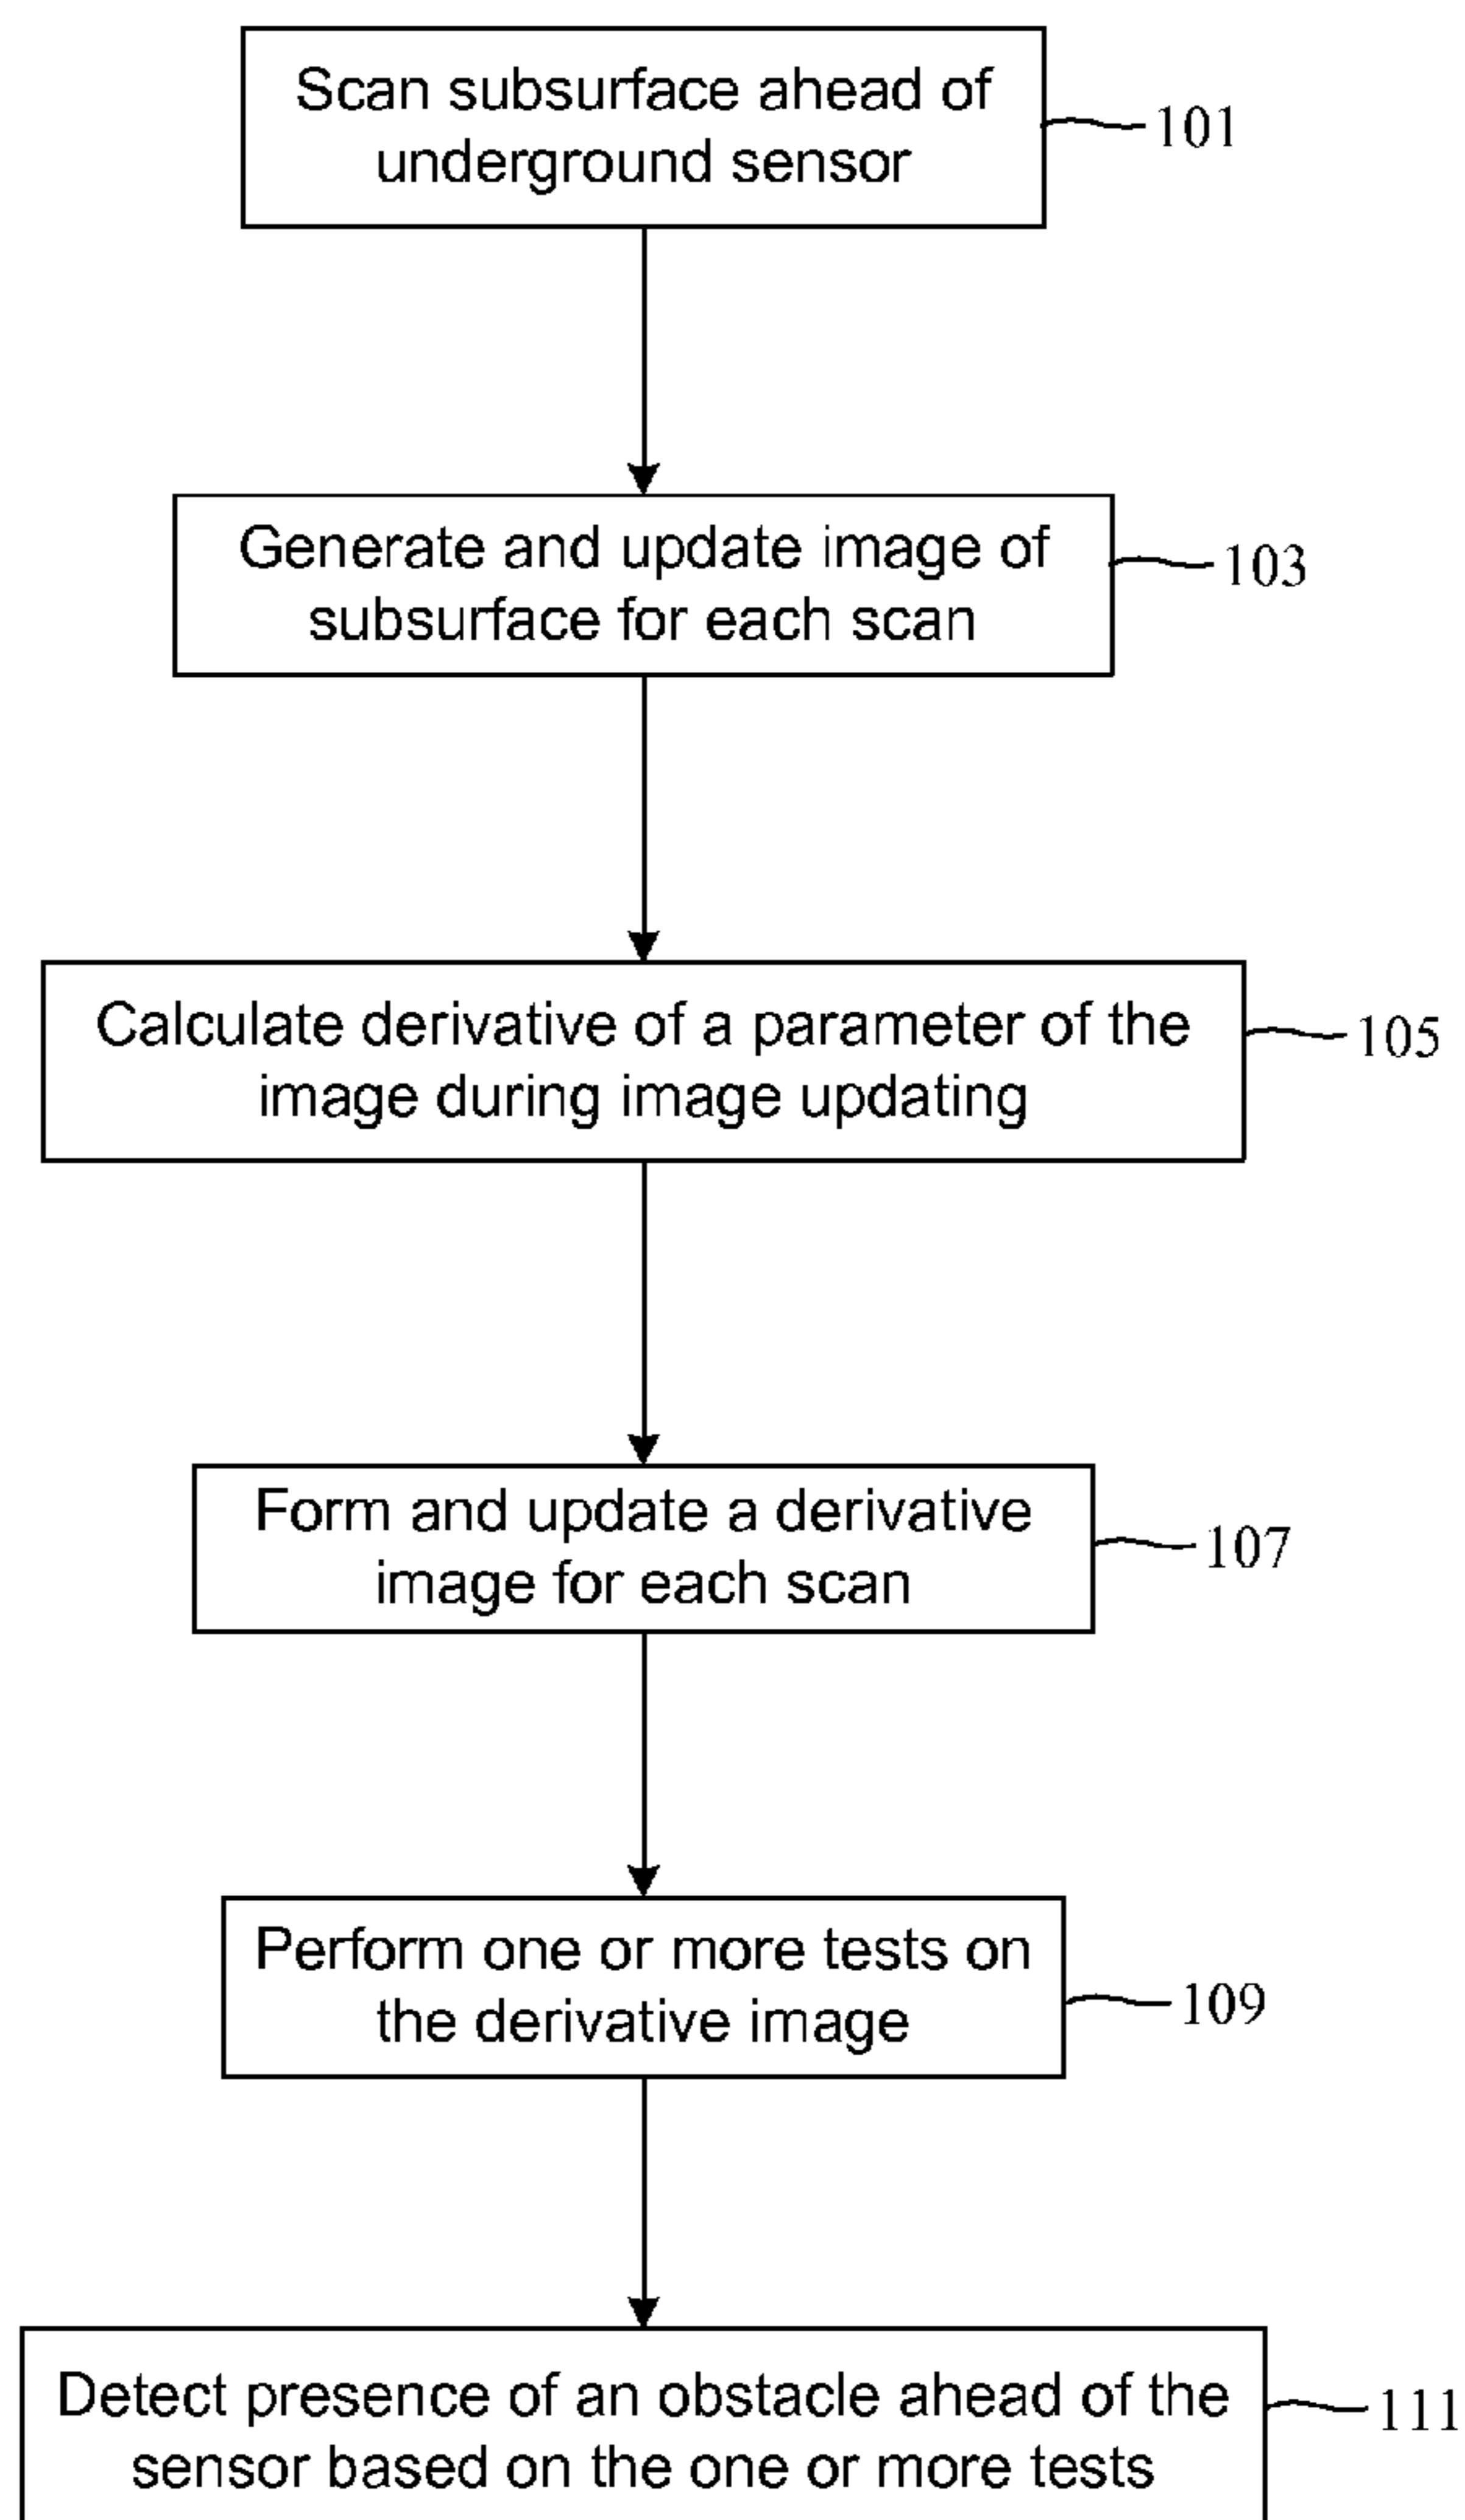 Scan subsurface ahead of
underground sensor
101
Generate and update image of
subsurface for each scan
103
Calculate derivative of a parameter of the
image during image updating
105
Form and update a derivative
image for each scan
107
Perform one or more tests on
the derivative image
109
Detect presence of an obstacle ahead of the
sensor based on the one or more tests
111